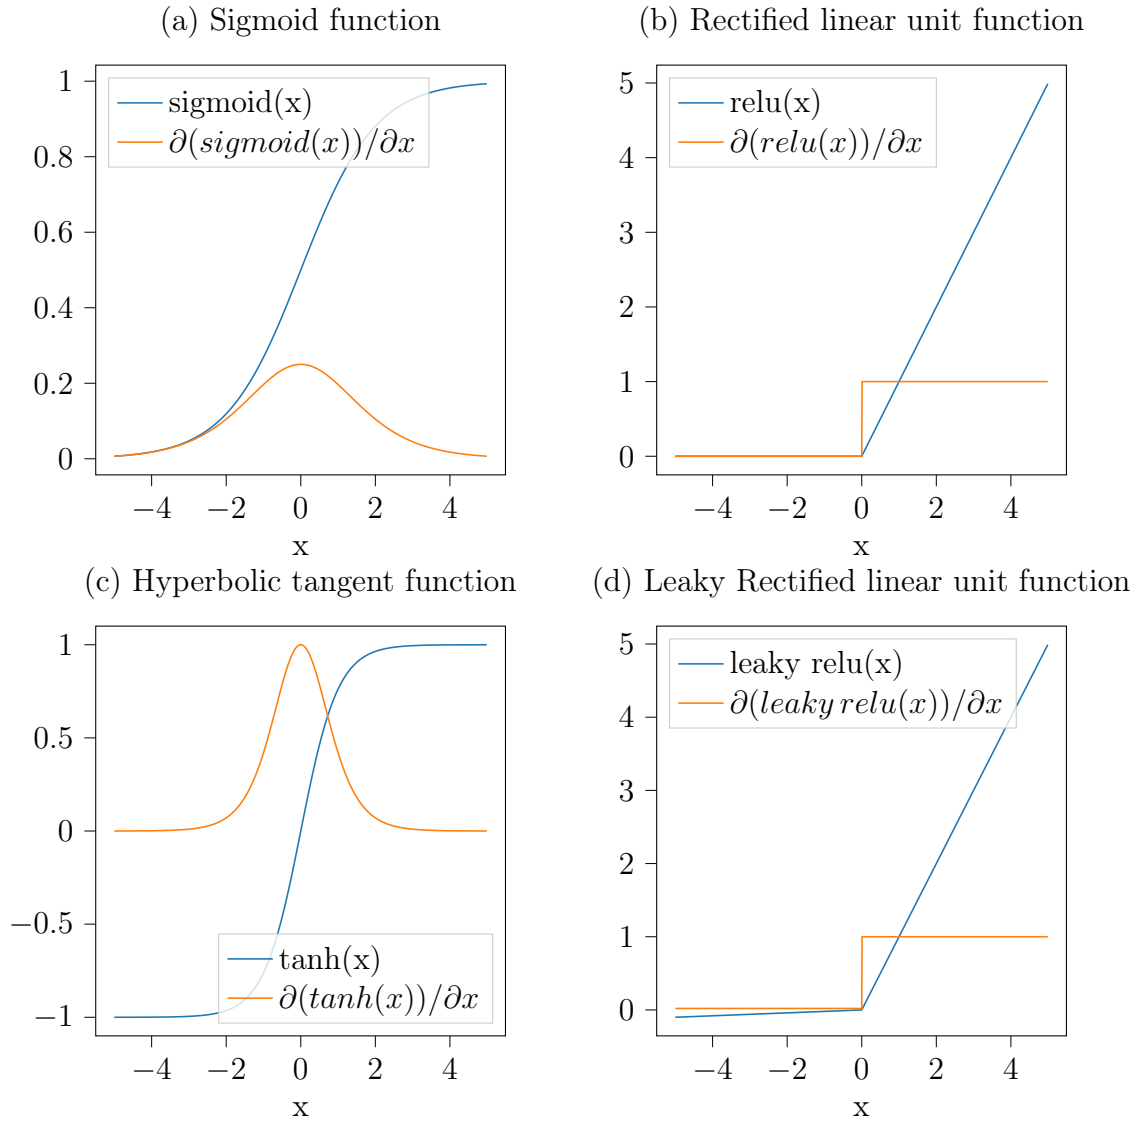 (a) Sigmoid function
sigmoid(x)
∂(sigmoid(x))/∂x
1
0.8
0.6
0.4
0.2
0
−4 −2 0 2 4
x
(b) Rectified linear unit function
relu(x)
∂(relu(x))/∂x
5
4
3
2
1
0
−4 −2 0 2 4
x
(c) Hyperbolic tangent function
1
0.5
0
−0.5
−1
tanh(x)
∂(tanh(x))/∂x
−4 −2 0 2 4
x
(d) Leaky Rectified linear unit function
leaky relu(x)
∂(leaky relu(x))/∂x
5
4
3
2
1
0
−4 −2 0 2 4
x